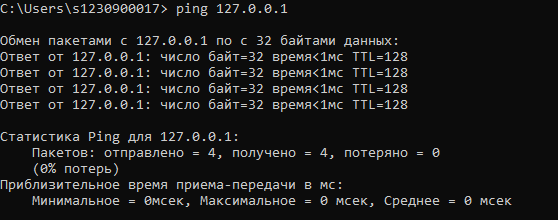 C:\Users\s1230900017> ping 127.0.0.1
Обмен пакетами с 127.0.0.1 по с 32 байтами данных:
Ответ от 127.0.0.1: число байт=32 время<1мс TTL=128
Ответ от 127.0.0.1: число байт=32 время<1мс TTL=128
Ответ от 127.0.0.1: число байт=32 время<1мс TTL=128
Ответ от 127.0.0.1: число байт=32 время<1мс TTL=128
Статистика Ping для 127.0.0.1:
Пакетов: отправлено = 4, получено = 4, потеряно = 0
(0% потерь)
Приблизительное время приема-передачи в мс:
Минимальное = 0мсек, Максимальное = 0 мсек, Среднее = 0 мсек